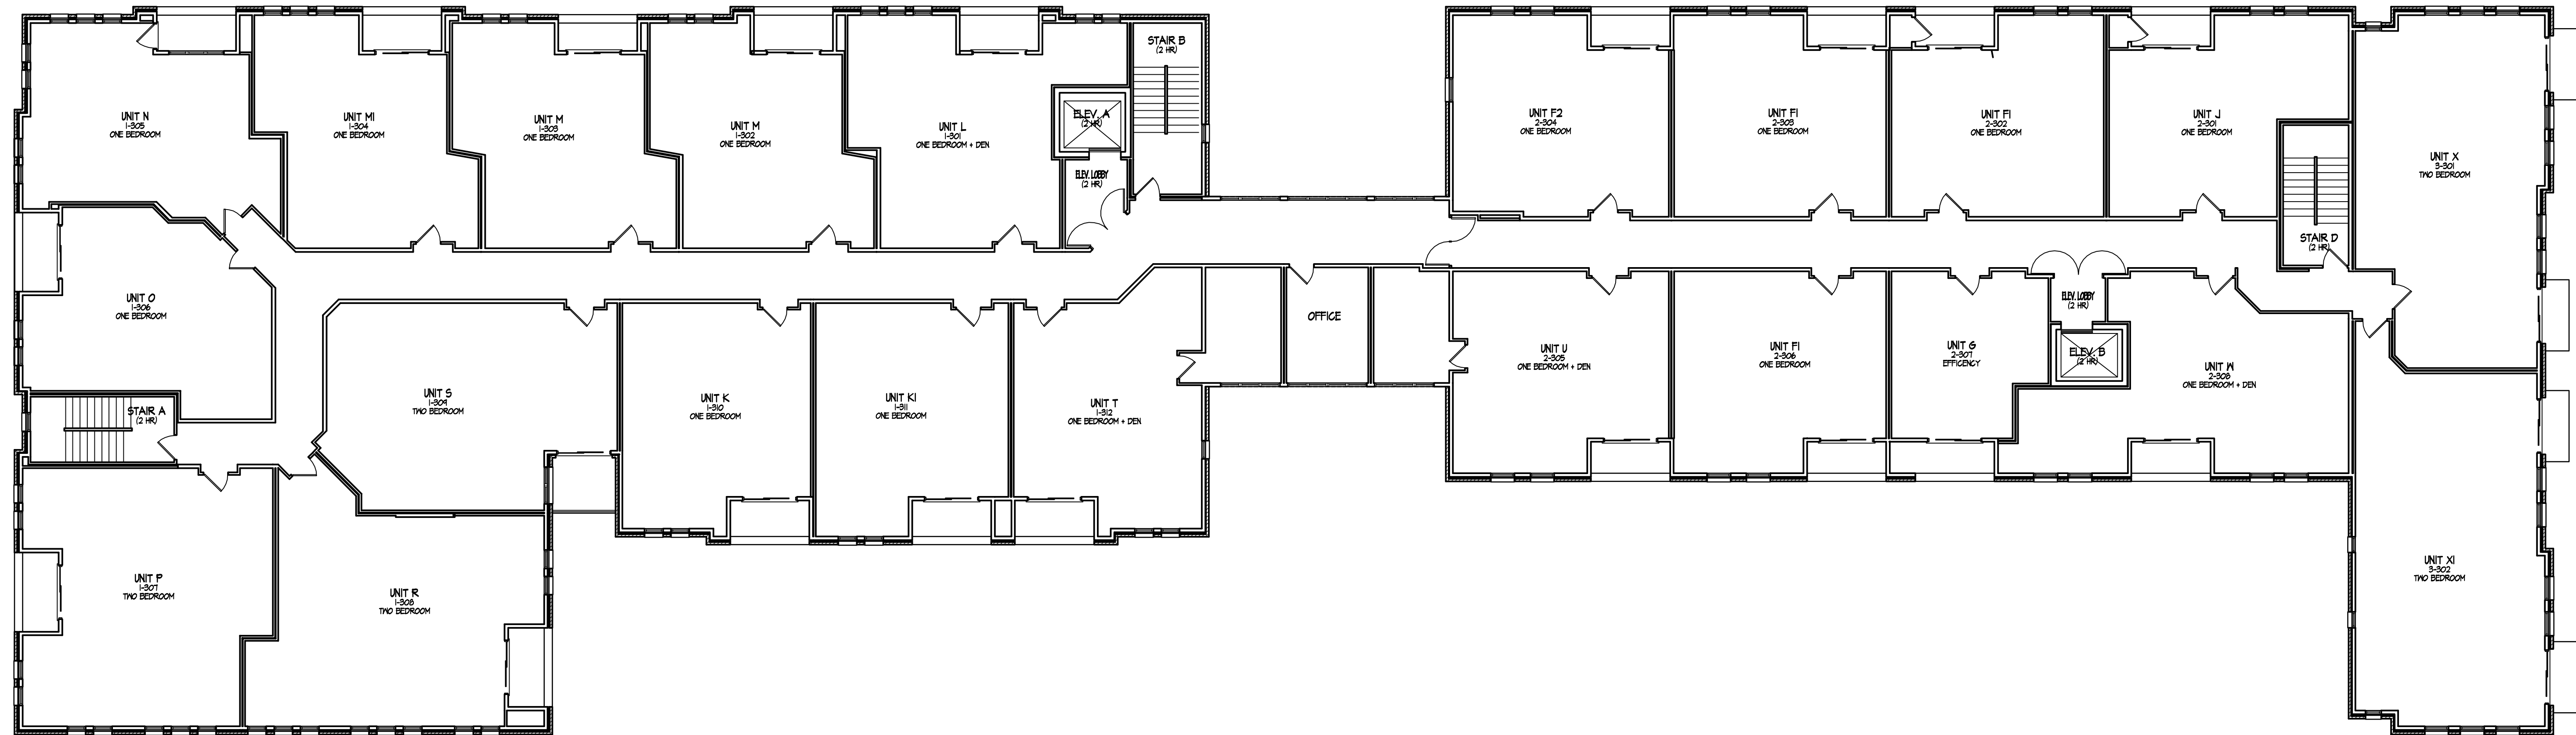 UNIT N
1-305
ONE BEDROOM
UNIT M1
1-304
ONE BEDROOM
UNIT M
1-303
ONE BEDROOM
UNIT M
1-302
ONE BEDROOM
UNIT L
1-301
ONE BEDROOM + DEN
ELEV. A
(2 HR)
ELEV. LOBBY
(2 HR)
STAIR B
(2 HR)
UNIT F2
2-304
ONE BEDROOM
UNIT F1
2-303
ONE BEDROOM
UNIT F1
2-302
ONE BEDROOM
UNIT J
2-301
ONE BEDROOM
STAIR D
(2 HR)
UNIT X
3-301
TWO BEDROOM
UNIT O
1-306
ONE BEDROOM
STAIR A
(2 HR)
UNIT S
1-309
TWO BEDROOM
UNIT K
1-310
ONE BEDROOM
UNIT K1
1-311
ONE BEDROOM
UNIT T
1-312
ONE BEDROOM + DEN
OFFICE
UNIT U
2-305
ONE BEDROOM + DEN
UNIT F1
2-306
ONE BEDROOM
UNIT G
2-307
EFFICENCY
ELEV. LOBBY
(2 HR)
ELEV. B
(2 HR)
UNIT W
2-308
ONE BEDROOM + DEN
UNIT P
1-307
TWO BEDROOM
UNIT R
1-308
TWO BEDROOM
UNIT X1
3-302
TWO BEDROOM